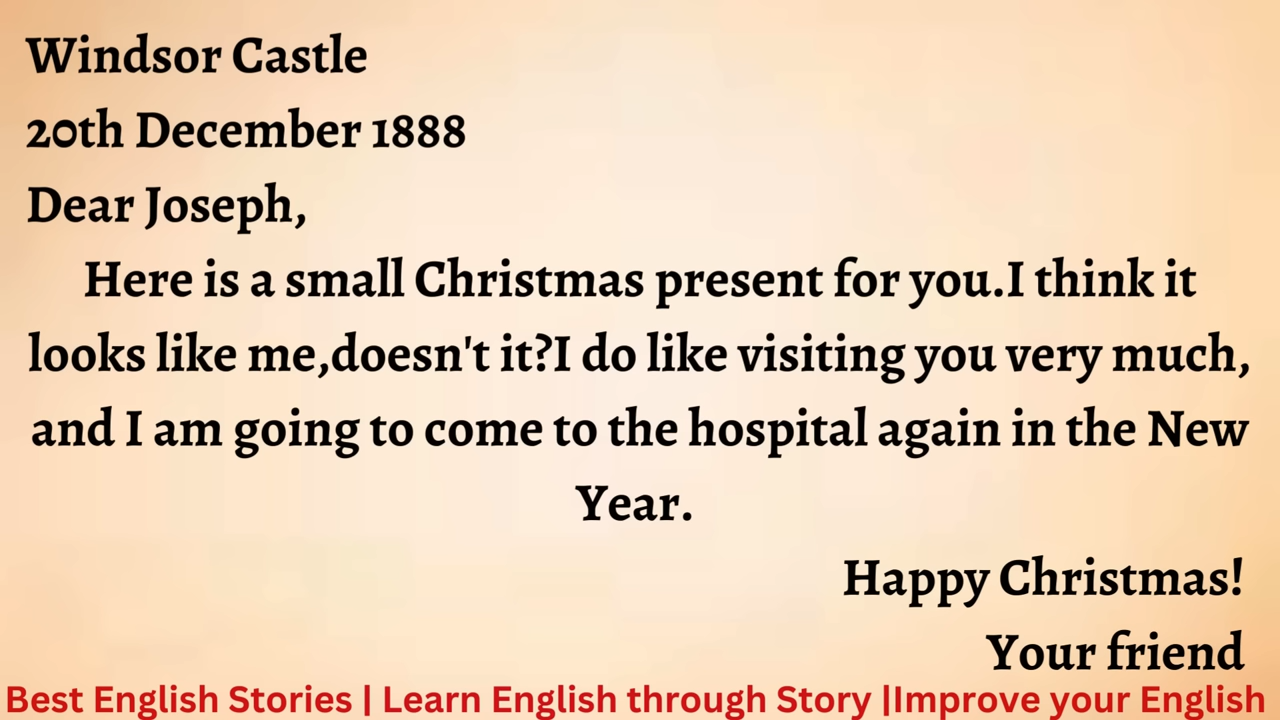 Windsor Castle
20th December 1888
Dear Joseph,
Here is a small Christmas present for you.I think it
looks like me,doesn't it?I do like visiting you very much,
and I am going to come to the hospital again in the New
Year.
Happy Christmas!
Your friend
Best English Stories | Learn English through Story |Improve your English